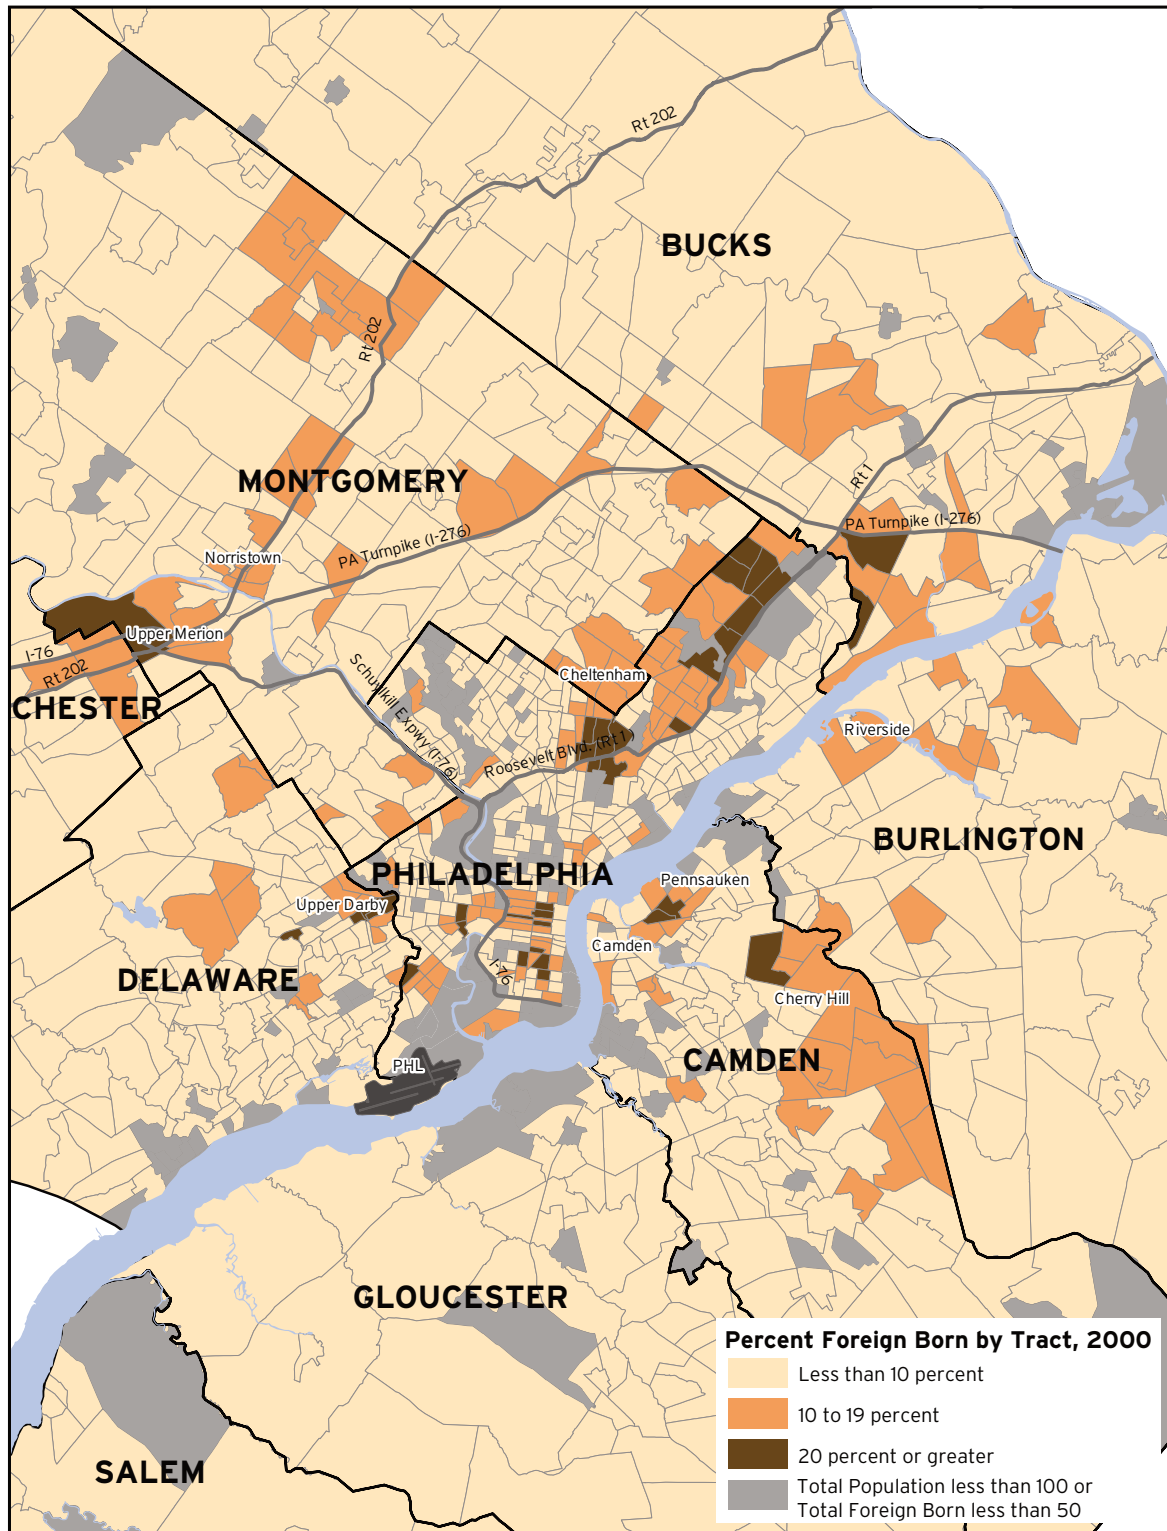 Rt 202
BUCKS
Rt 202
Rt 1
MONTGOMERY
PA Turnpike (I-276)
PA Turnpike (I-276)
Norristown
Upper Merion
I-76
Rt 202
CHESTER
Schuylkill Expwy (I-76)
Cheltenham
Roosevelt Blvd. (Rt 1)
Riverside
BURLINGTON
PHILADELPHIA
Pennsauken
Upper Darby
Camden
I-76
DELAWARE
Cherry Hill
PHL
CAMDEN
GLOUCESTER
SALEM
Percent Foreign Born by Tract, 2000
Less than 10 percent
10 to 19 percent
20 percent or greater
Total Population less than 100 or
Total Foreign Born less than 50